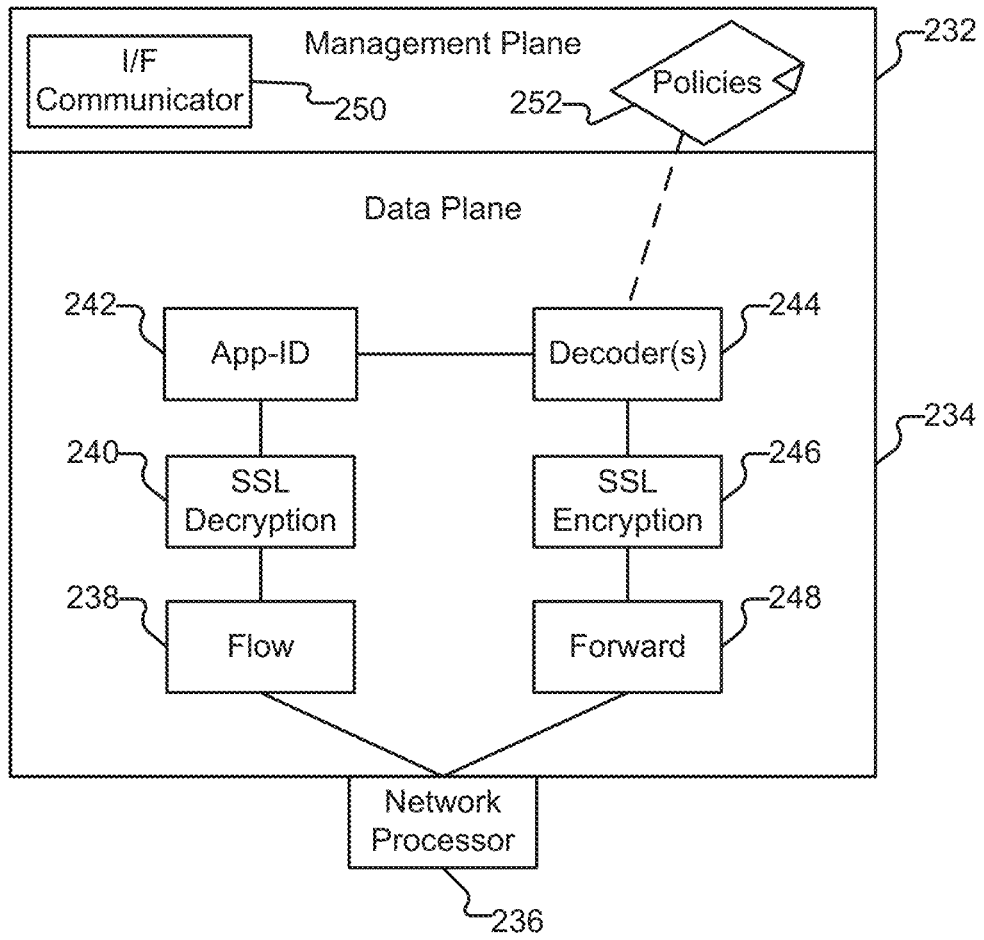 Management Plane
232
I/F
Communicator
250
252
Policies
Data Plane
242
App-ID
Decoder(s)
244
234
240
SSL
Decryption
SSL
Encryption
246
238
Flow
Forward
248
Network
Processor
236